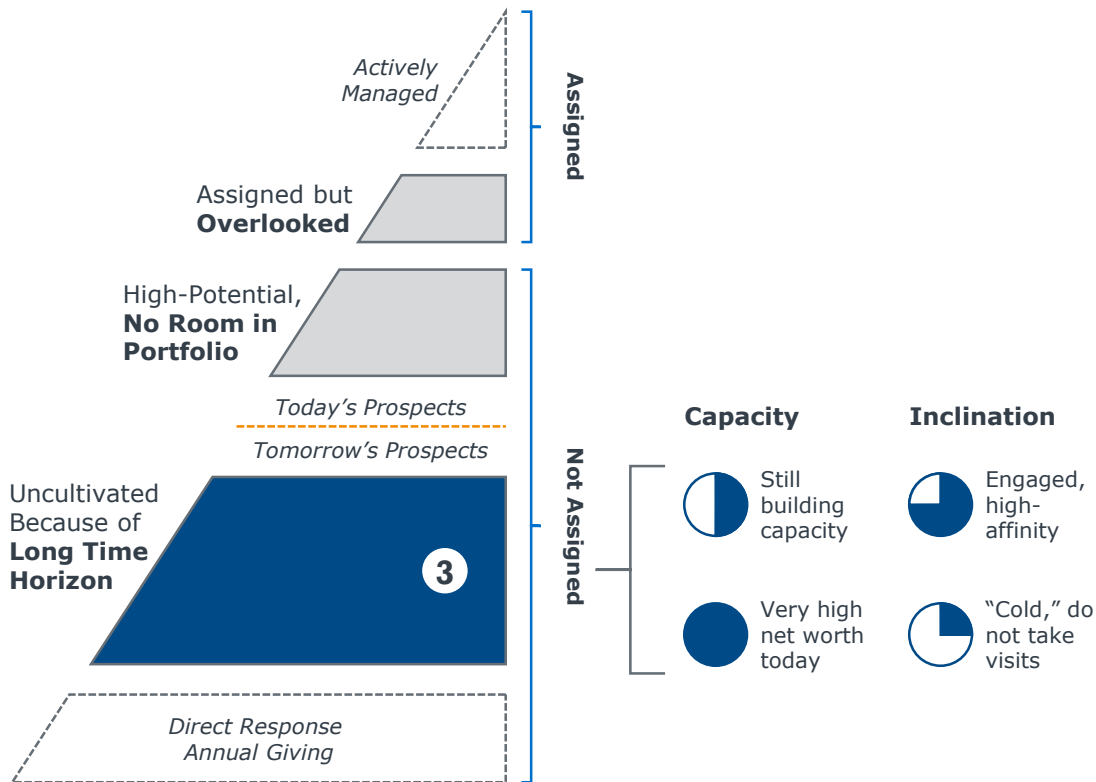 Actively
Managed
Assigned
Assigned but
Overlooked
High-Potential,
No Room in
Portfolio
Today’s Prospects
Tomorrow’s Prospects
Uncultivated
Because of
Long Time
Horizon
3
Not Assigned
Direct Response
Annual Giving
Capacity
Inclination
Still
building
capacity
Engaged,
high-
affinity
Very high
net worth
today
“Cold,” do
not take
visits